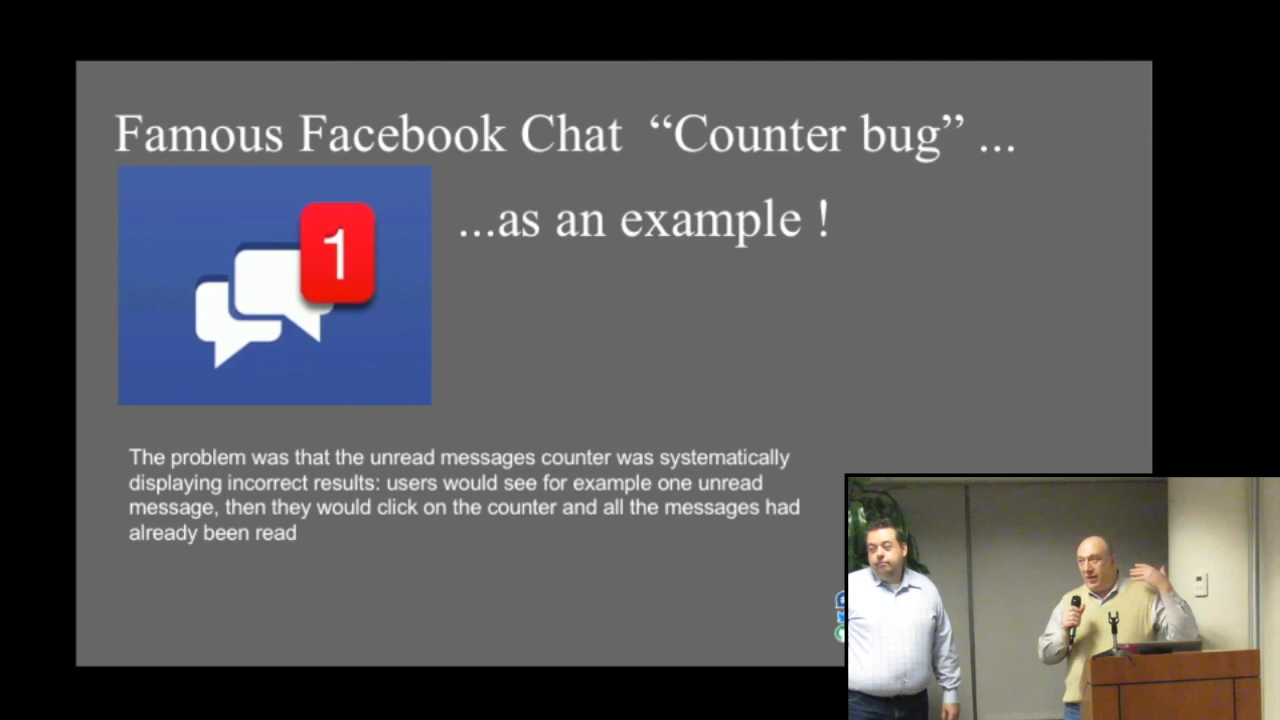 Famous Facebook Chat “Counter bug” ...
1
...as an example !
The problem was that the unread messages counter was systematically
displaying incorrect results: users would see for example one unread
message, then they would click on the counter and all the messages had
already been read